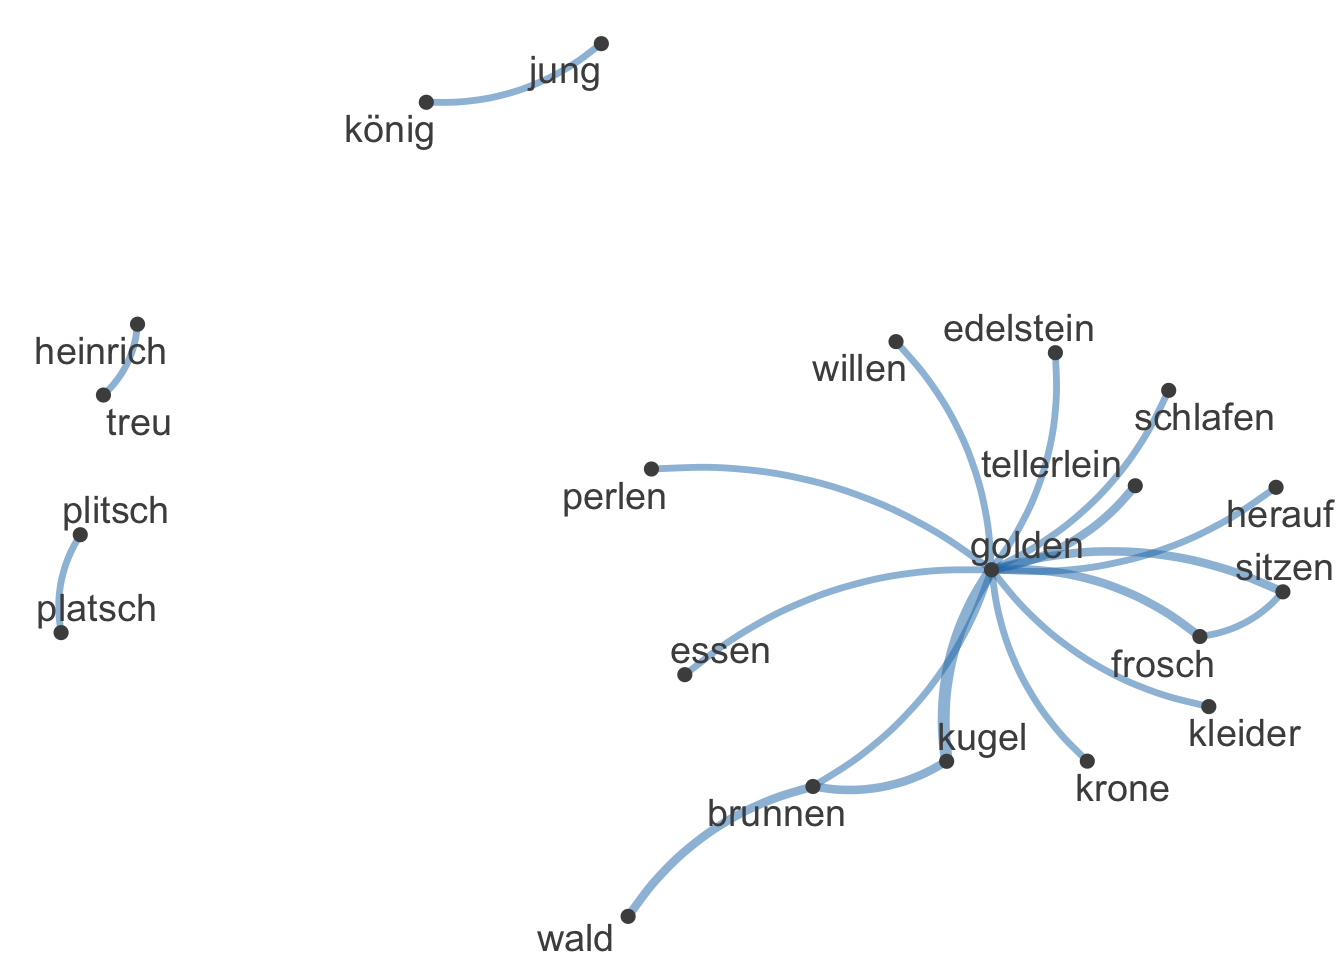 jung
könig
edelstein
heinrich
willen
treu
schlafen
tellerlein
perlen
plitsch
herauf
golden
sitzen
platsch
essen
frosch
kugel
kleider
krone
brunnen
wald